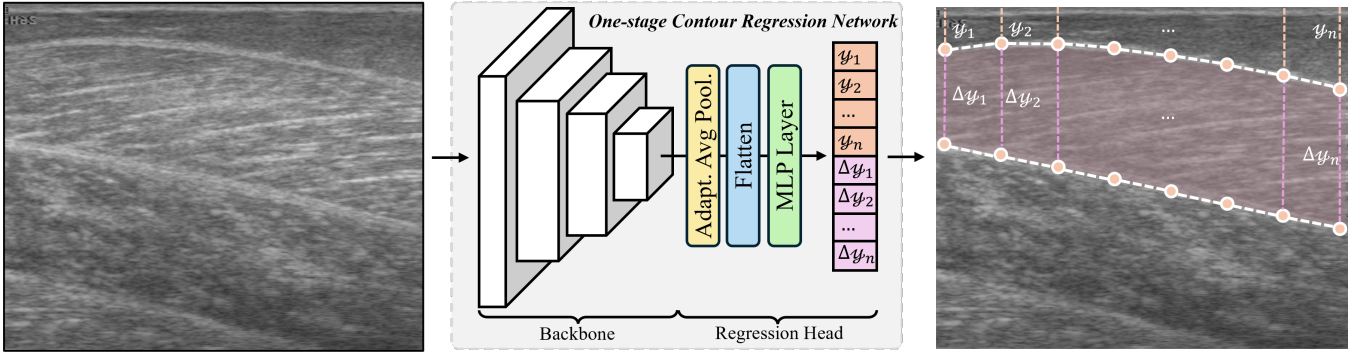 One-stage Contour Regression Network
Adapt. Avg Pool.
Flatten
MLP Layer
y₁
y₂
...
yₙ
Δy₁
Δy₂
...
Δyₙ
Backbone
Regression Head
y₁
y₂
...
yₙ
Δy₁
Δy₂
...
Δyₙ